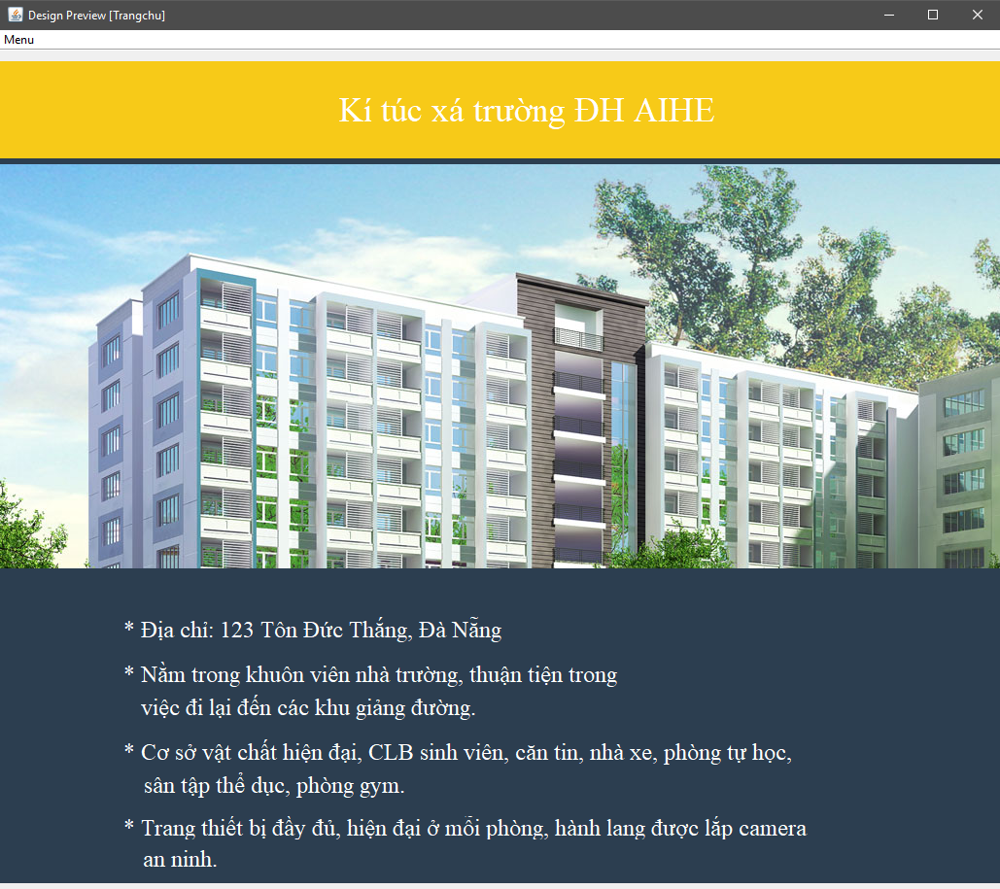 Design Preview [Trangchu]
Menu
Kí túc xá trường ĐH AIHE
* Địa chỉ: 123 Tôn Đức Thắng, Đà Nẵng
* Nằm trong khuôn viên nhà trường, thuận tiện trong
việc đi lại đến các khu giảng đường.
* Cơ sở vật chất hiện đại, CLB sinh viên, căn tin, nhà xe, phòng tự học,
sân tập thể dục, phòng gym.
* Trang thiết bị đầy đủ, hiện đại ở mỗi phòng, hành lang được lắp camera
an ninh.